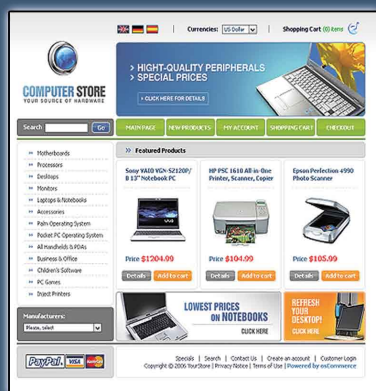 Currencies: US Dollar
Shopping Cart (0) items
COMPUTER STORE
YOUR SOURCE OF HARDWARE
> HIGHT-QUALITY PERIPHERALS
> SPECIAL PRICES
> CLICK HERE FOR DETAILS
Search Go
MAIN PAGE NEW PRODUCTS MY ACCOUNT SHOPPING CART CHECKOUT
Motherboards
Processors
Desktops
Monitors
Laptops & Notebooks
Accessories
Palm Operating System
Pocket PC Operating System
All Handhelds & PDAs
Business & Office
Children's Software
PC Games
Inject Printers
Manufacturers:
Please, select
PayPal. VISA
Featured Products
Sony VAIO VGN-SZ120P/
B 13" Notebook PC
Price $1204.99
Details Add to cart
HP PSC 1610 All-in-One
Printer, Scanner, Copier
Price $104.99
Details Add to cart
Epson Perfection 4990
Photo Scanner
Price $105.99
Details Add to cart
LOWEST PRICES
ON NOTEBOOKS
CLICK HERE
REFRESH
YOUR
DESKTOP!
CLICK HERE
Specials | Search | Contact Us | Create an account | Customer Login
Copyright © 2006 YourStore | Privacy Notice | Terms of Use | Powered by osCommerce